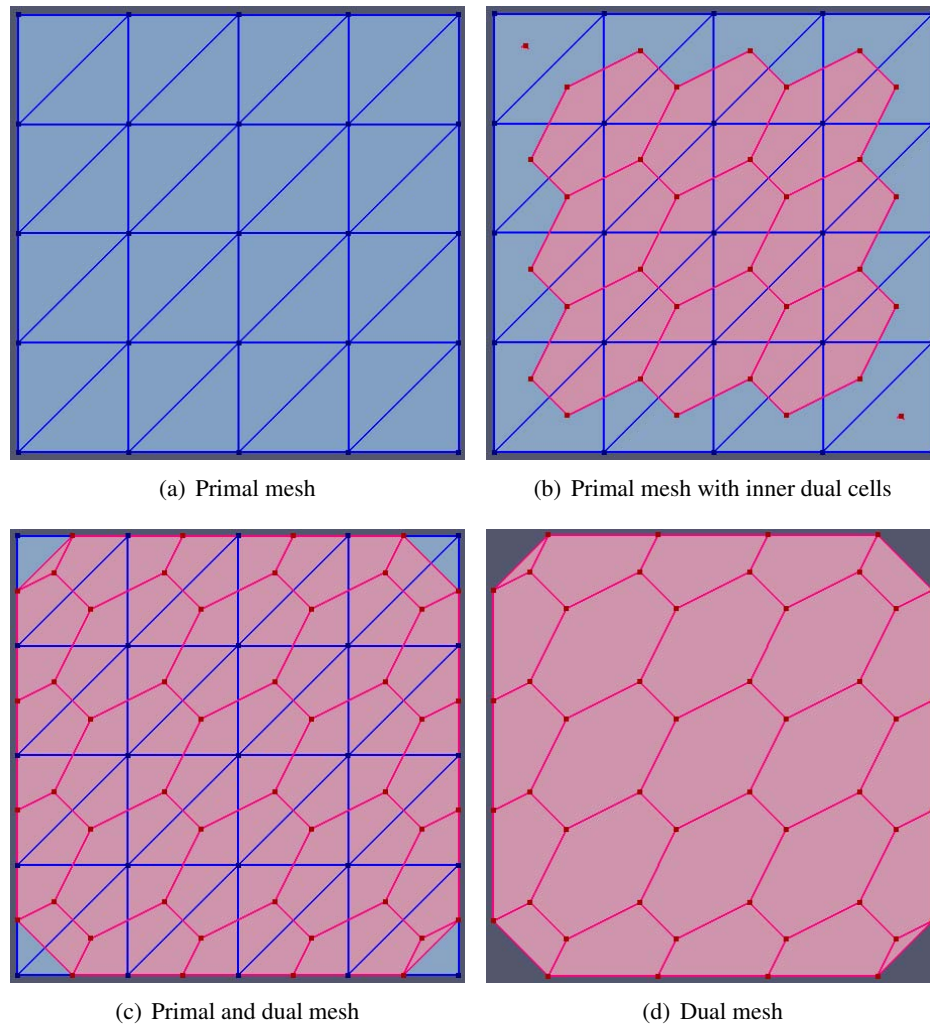 (a) Primal mesh
(b) Primal mesh with inner dual cells
(c) Primal and dual mesh
(d) Dual mesh